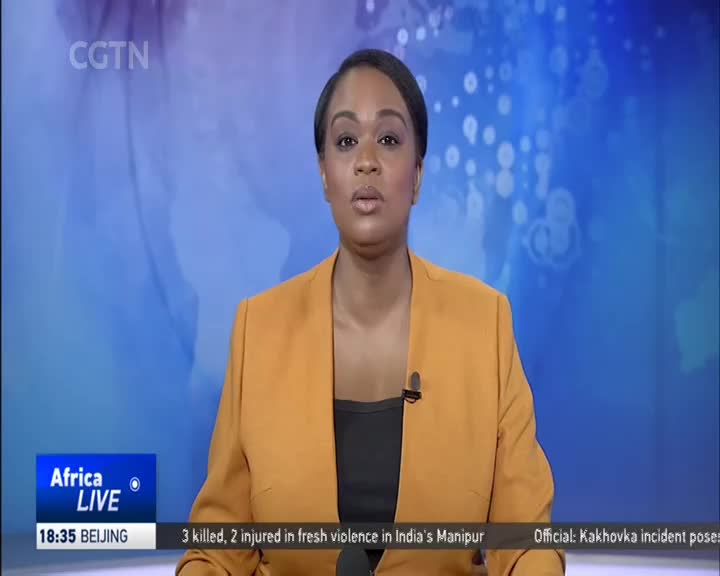 CGTN
Africa
LIVE
18:35 BEIJING 3 killed, 2 injured in fresh violence in India's Manipur Official: Kakhovka incident poses